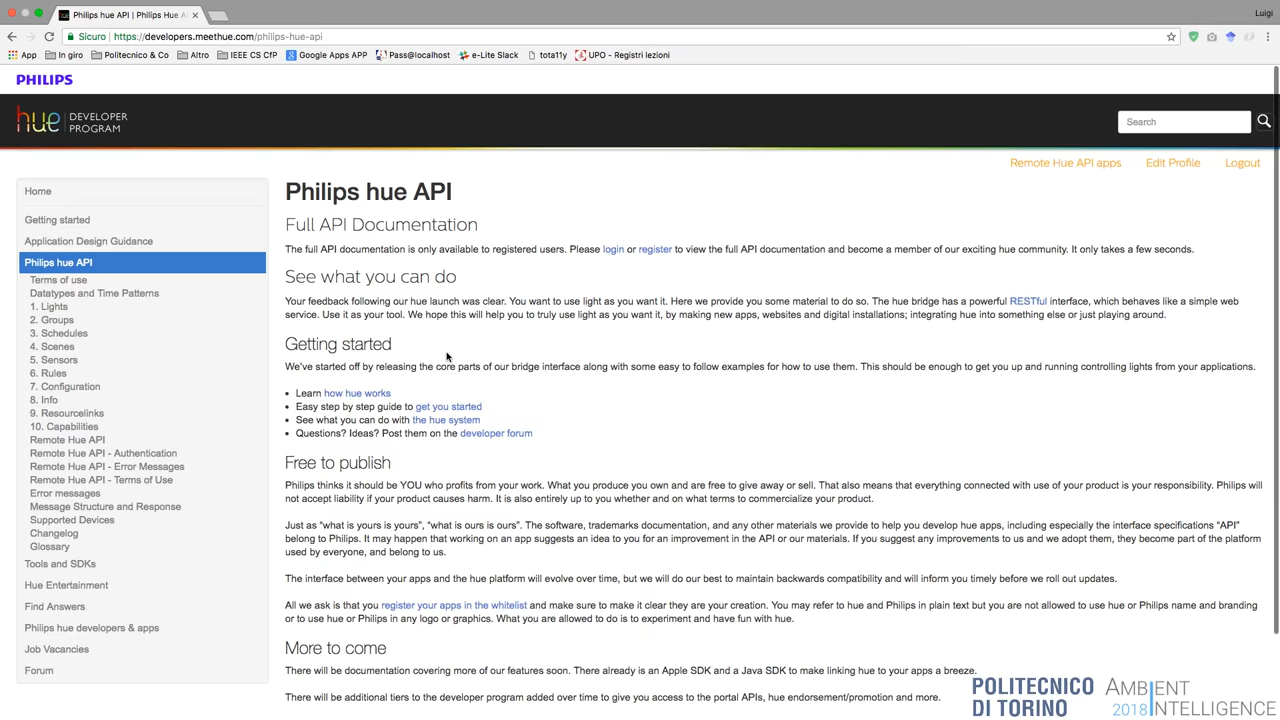 Philips hue API | Philips Hue A
Luigi
Sicuro
https://developers.meethue.com/philips-hue-api
App
In giro
Politecnico & Co
Altro
IEEE CS CfP
Google Apps APP
Pass@localhost
e-Lite Slack
tota11y
UPO - Registri lezioni
PHILIPS
hue
DEVELOPER
PROGRAM
Search
Remote Hue API apps
Edit Profile
Logout
Home
Getting started
Application Design Guidance
Philips hue API
Terms of use
Datatypes and Time Patterns
1. Lights
2. Groups
3. Schedules
4. Scenes
5. Sensors
6. Rules
7. Configuration
8. Info
9. Resourcelinks
10. Capabilities
Remote Hue API
Remote Hue API - Authentication
Remote Hue API - Error Messages
Remote Hue API - Terms of Use
Error messages
Message Structure and Response
Supported Devices
Changelog
Glossary
Tools and SDKs
Hue Entertainment
Find Answers
Philips hue developers & apps
Job Vacancies
Forum
Philips hue API
Full API Documentation
The full API documentation is only available to registered users. Please login or register to view the full API documentation and become a member of our exciting hue community. It only takes a few seconds.
See what you can do
Your feedback following our hue launch was clear. You want to use light as you want it. Here we provide you some material to do so. The hue bridge has a powerful RESTful interface, which behaves like a simple web
service. Use it as your tool. We hope this will help you to truly use light as you want it, by making new apps, websites and digital installations; integrating hue into something else or just playing around.
Getting started
We've started off by releasing the core parts of our bridge interface along with some easy to follow examples for how to use them. This should be enough to get you up and running controlling lights from your applications.
• Learn how hue works
• Easy step by step guide to get you started
• See what you can do with the hue system
• Questions? Ideas? Post them on the developer forum
Free to publish
Philips thinks it should be YOU who profits from your work. What you produce you own and are free to give away or sell. That also means that everything connected with use of your product is your responsibility. Philips will
not accept liability if your product causes harm. It is also entirely up to you whether and on what terms to commercialize your product.
Just as “what is yours is yours”, “what is ours is ours”. The software, trademarks documentation, and any other materials we provide to help you develop hue apps, including especially the interface specifications “API”
belong to Philips. It may happen that working on an app suggests an idea to you for an improvement in the API or our materials. If you suggest any improvements to us and we adopt them, they become part of the platform
used by everyone, and belong to us.
The interface between your apps and the hue platform will evolve over time, but we will do our best to maintain backwards compatibility and will inform you timely before we roll out updates.
All we ask is that you register your apps in the whitelist and make sure to make it clear they are your creation. You may refer to hue and Philips in plain text but you are not allowed to use hue or Philips name and branding
or to use hue or Philips in any logo or graphics. What you are allowed to do is to experiment and have fun with hue.
More to come
There will be documentation covering more of our features soon. There already is an Apple SDK and a Java SDK to make linking hue to your apps a breeze.
There will be additional tiers to the developer program added over time to give you access to the portal APIs, hue endorsement/promotion and more.
POLITECNICO
DI TORINO
AMBIENT
2018 INTELLIGENCE